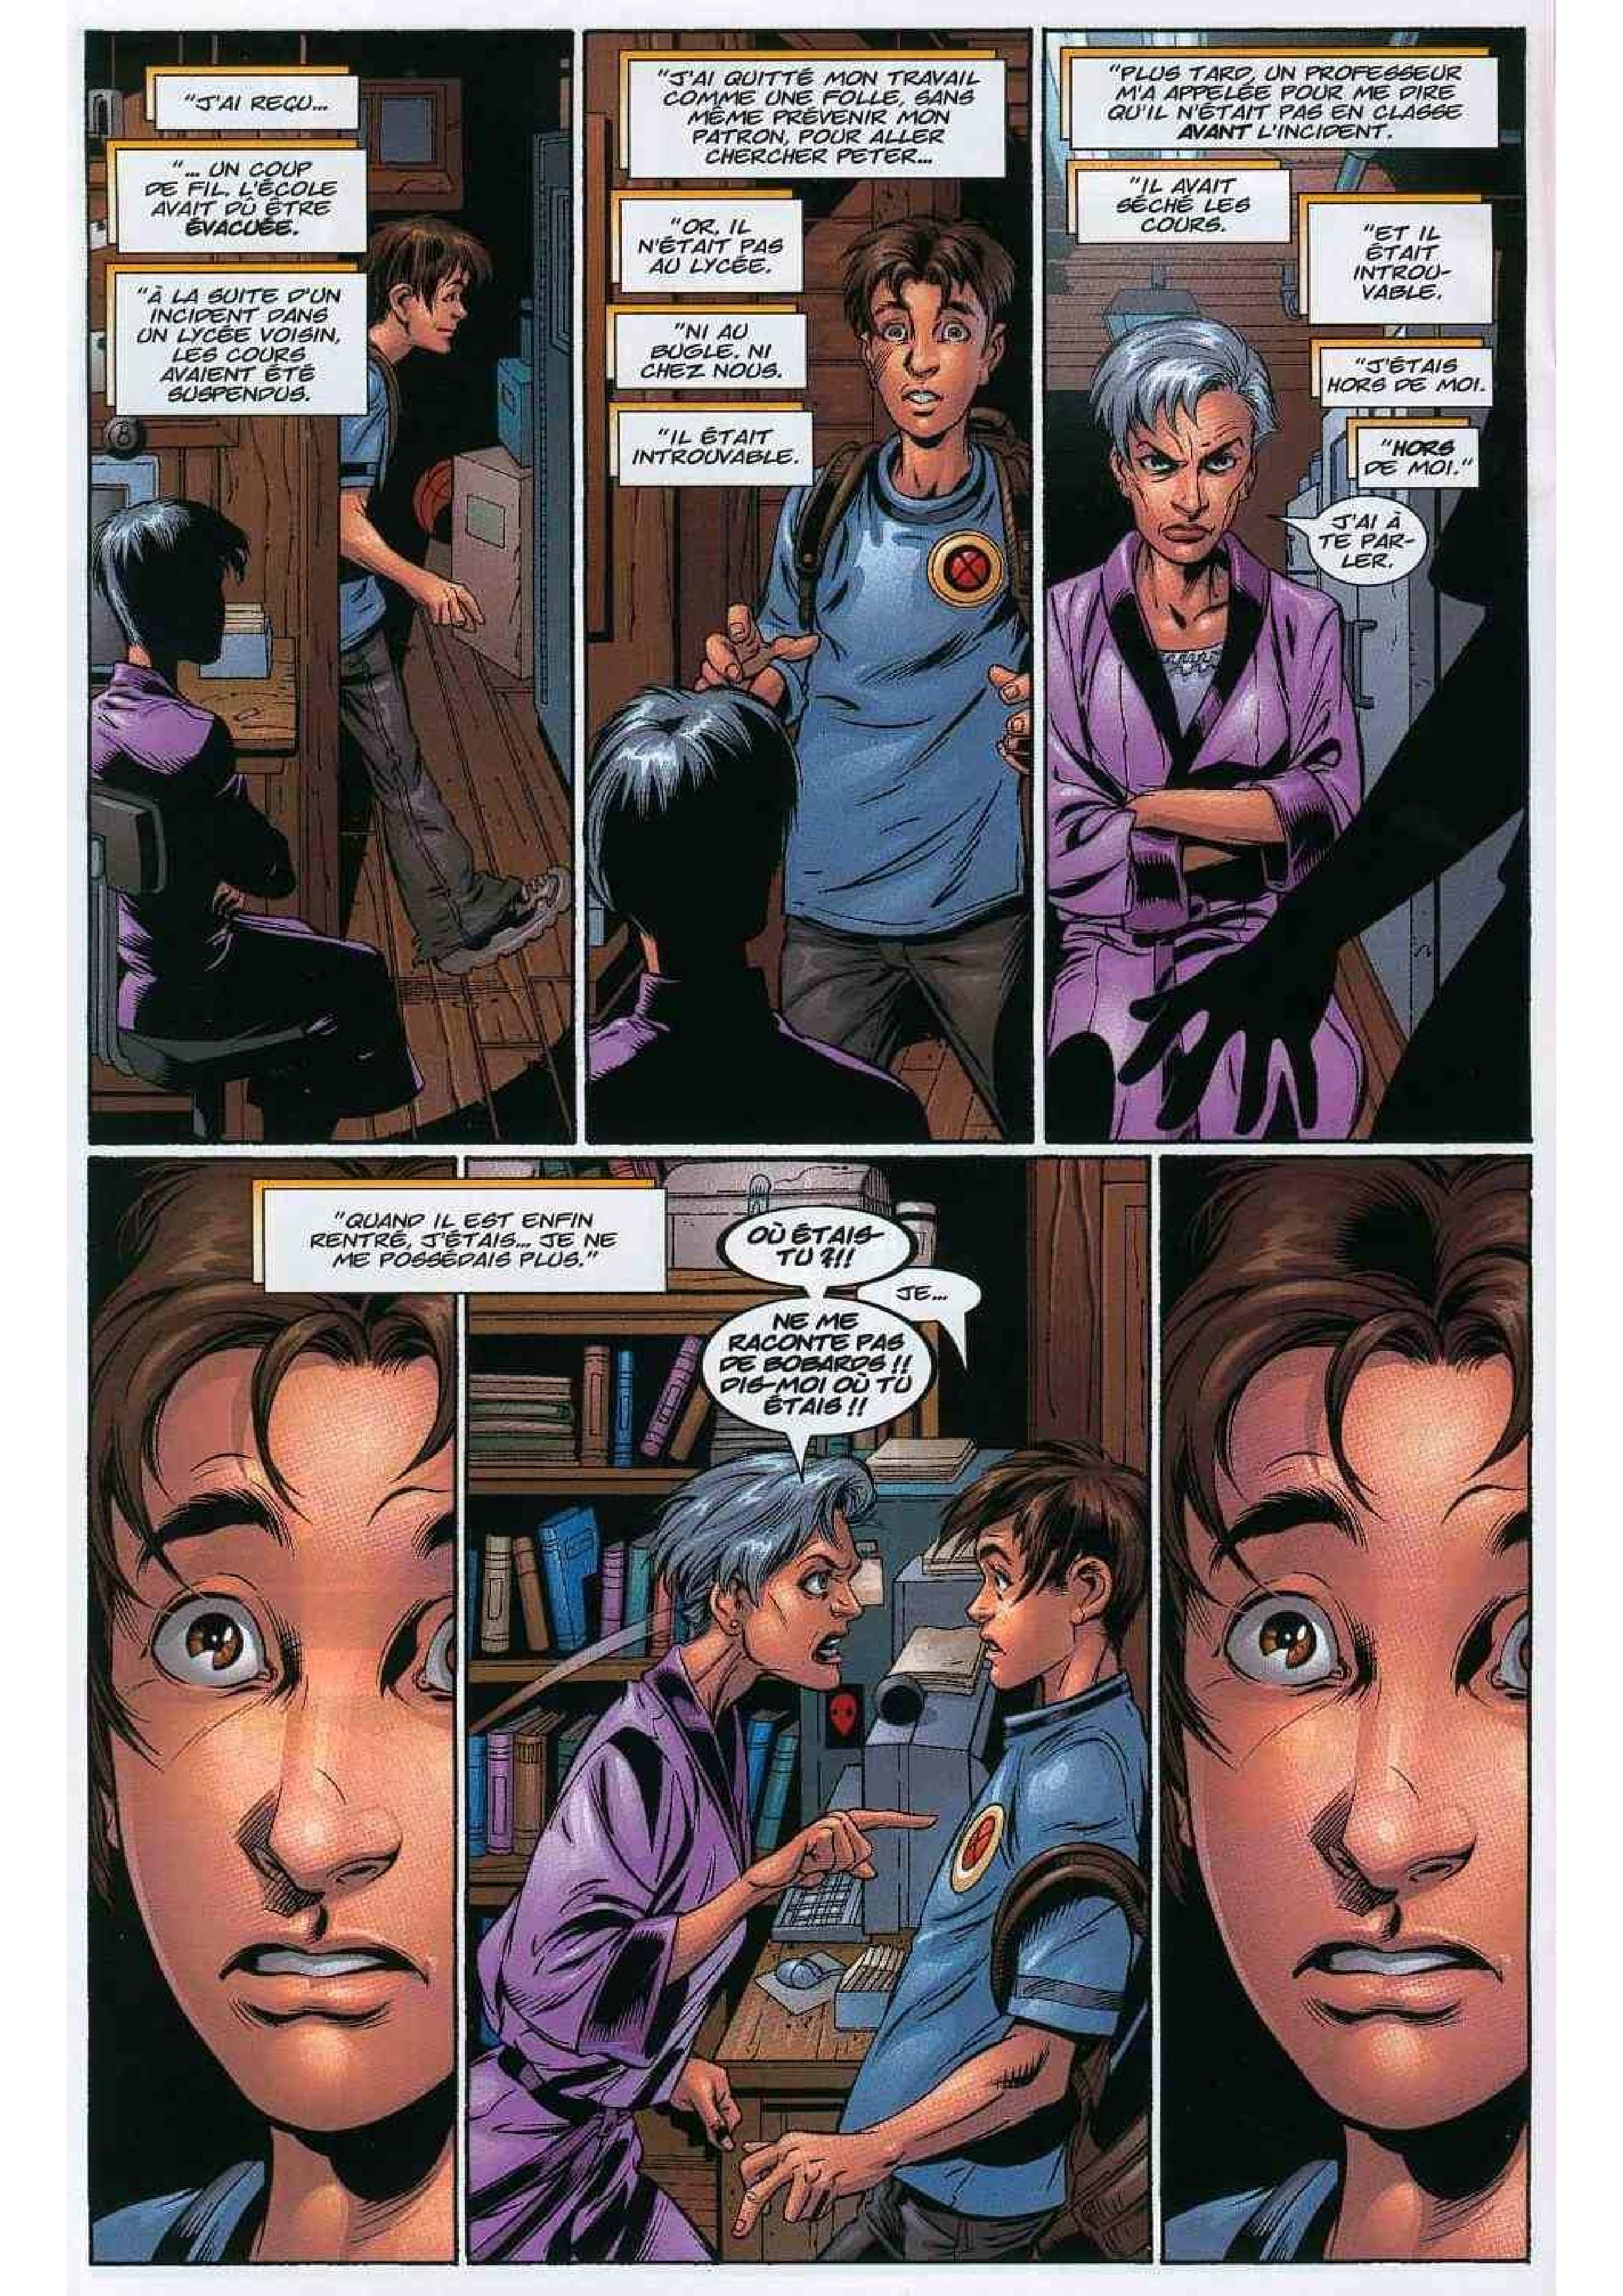 "J'AI REÇU...
"... UN COUP
DE FIL. L'ÉCOLE
AVAIT DÛ ÊTRE
ÉVACUÉE.
"À LA SUITE D'UN
INCIDENT DANS
UN LYCÉE VOISIN,
LES COURS
AVAIENT ÉTÉ
SUSPENDUS.
"J'AI QUITTÉ MON TRAVAIL
COMME UNE FOLLE, SANS
MÊME PRÉVENIR MON
PATRON, POUR ALLER
CHERCHER PETER...
"OR, IL
N'ÉTAIT PAS
AU LYCÉE.
"NI AU
BUGLE. NI
CHEZ NOUS.
"IL ÉTAIT
INTROUVABLE.
"PLUS TARD, UN PROFESSEUR
M'A APPELÉE POUR ME DIRE
QU'IL N'ÉTAIT PAS EN CLASSE
AVANT L'INCIDENT.
"IL AVAIT
SÉCHÉ LES
COURS.
"ET IL
ÉTAIT
INTROU-
VABLE.
"J'ÉTAIS
HORS DE MOI.
"HORS
DE MOI."
J'AI À
TE PAR-
LER.
"QUAND IL EST ENFIN
RENTRÉ, J'ÉTAIS... JE NE
ME POSSÉDAIS PLUS."
OÙ ÉTAIS-
TU ?!!
JE...
NE ME
RACONTE PAS
DE BOBARDS !!
DIS-MOI OÙ TU
ÉTAIS !!